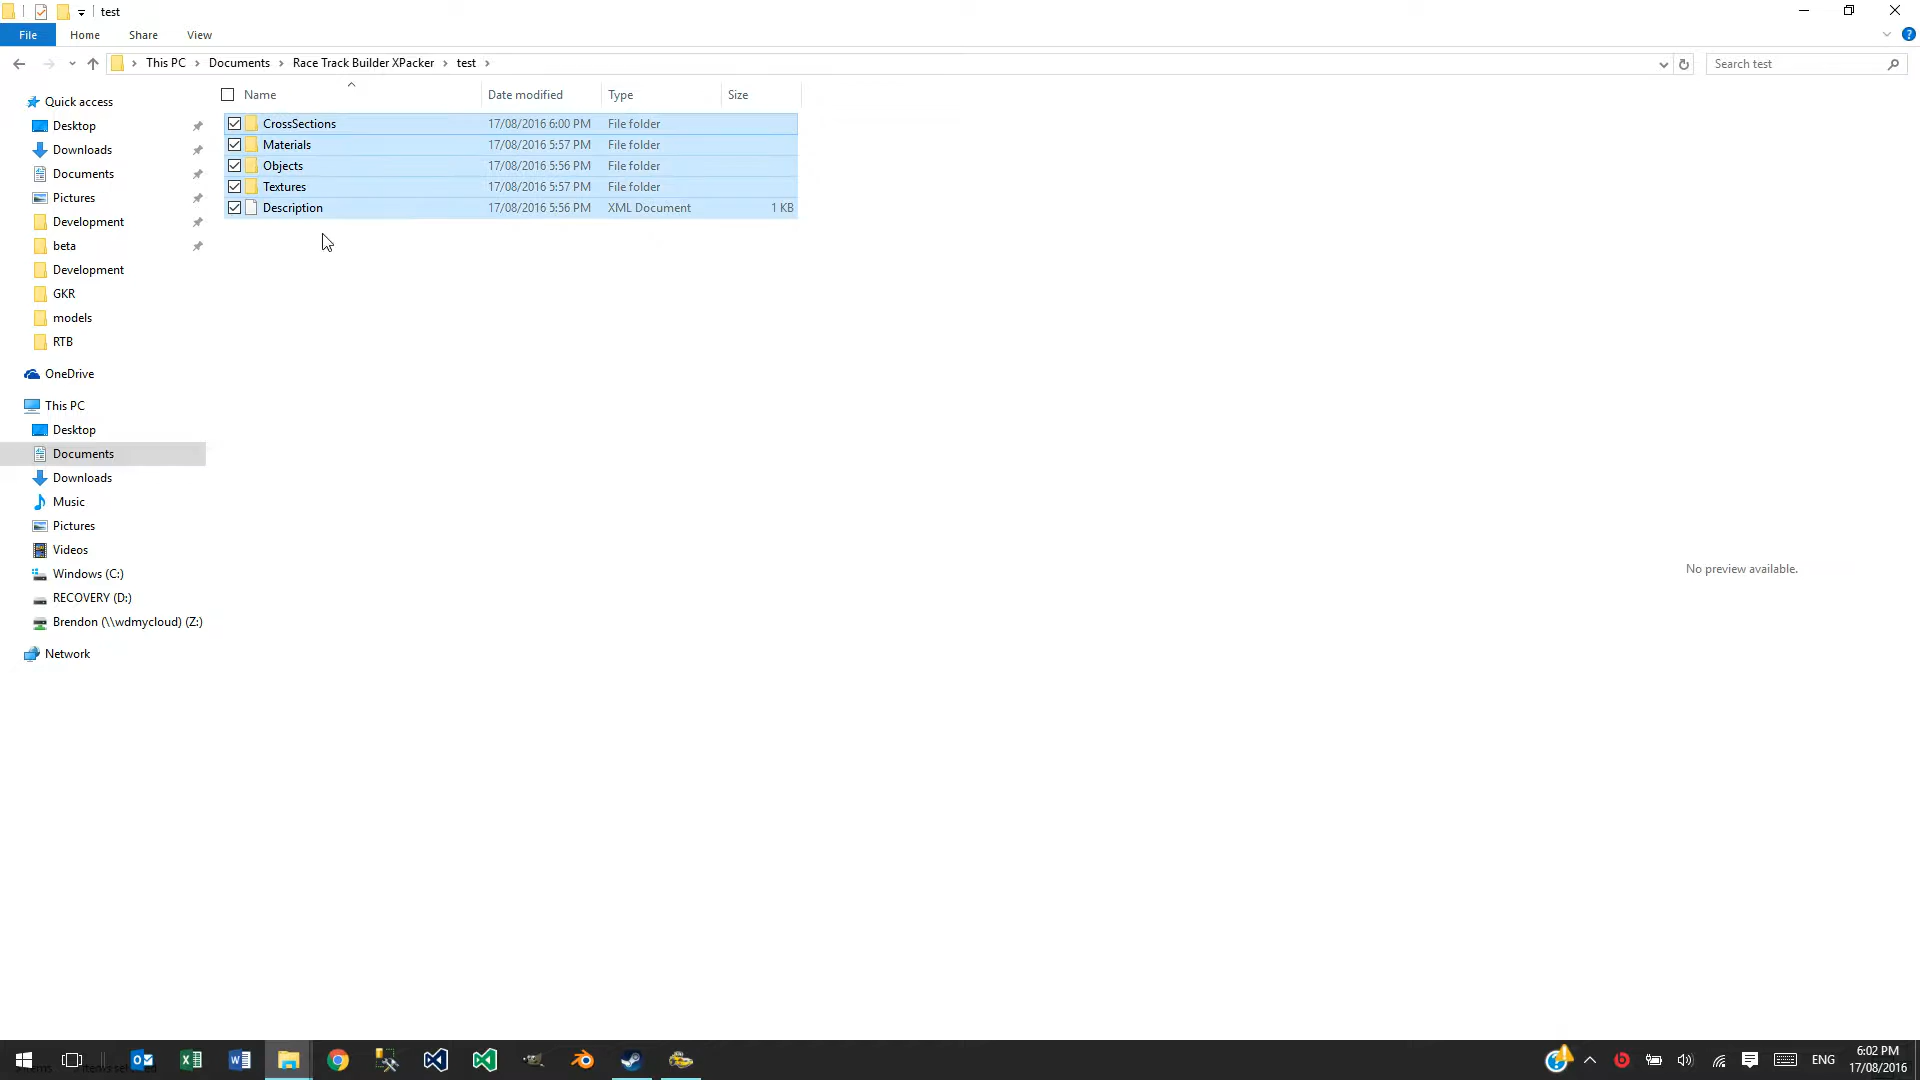 test
File Home Share View
This PC Documents Race Track Builder XPacker test Search test
Name Date modified Type Size
CrossSections 17/08/2016 6:00 PM File folder
Materials 17/08/2016 5:57 PM File folder
Objects 17/08/2016 5:56 PM File folder
Textures 17/08/2016 5:57 PM File folder
Description 17/08/2016 5:56 PM XML Document 1 KB
Quick access
Desktop
Downloads
Documents
Pictures
Development
beta
Development
GKR
models
RTB
OneDrive
This PC
Desktop
Documents
Downloads
Music
Pictures
Videos
Windows (C:)
RECOVERY (D:)
Brendon (\\wdmycloud) (Z:)
Network
No preview available.
ENG
6:02 PM
17/08/2016